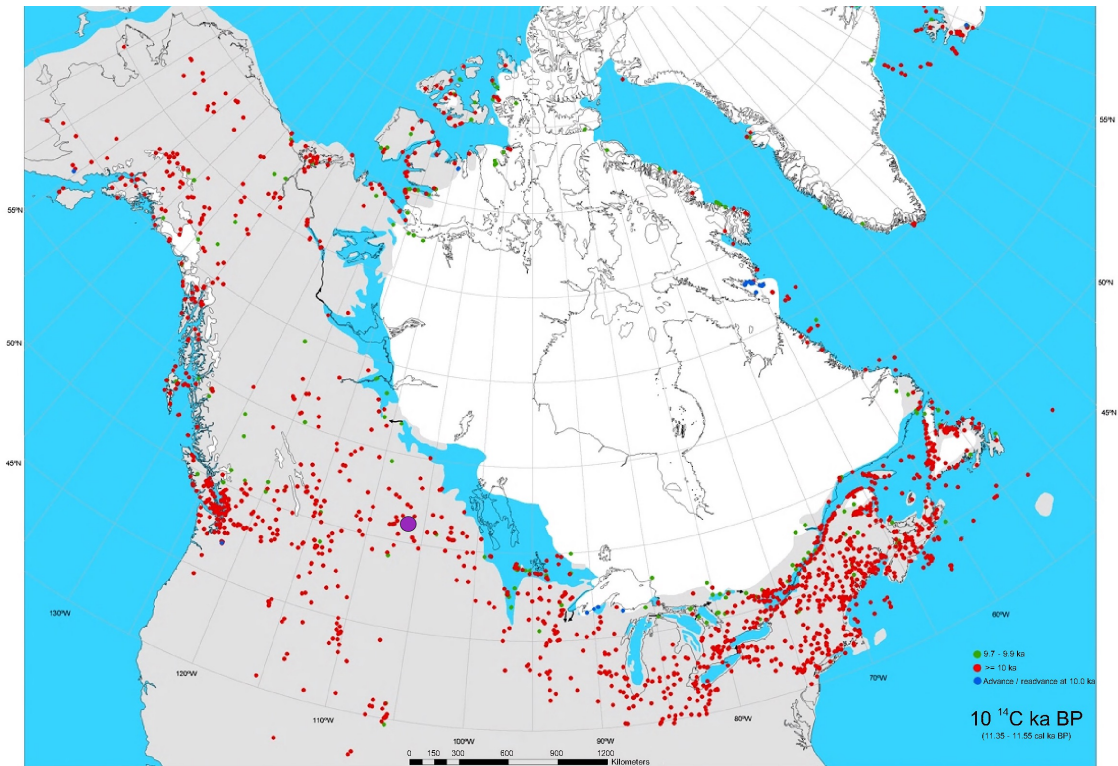 55°N
55°N
50°N
50°N
45°N
45°N
130°W
60°W
120°W
70°W
110°W
80°W
100°W
90°W
9.7 - 9.9 ka
>= 10 ka
Advance / readvance at 10.0 ka
10 ¹⁴C ka BP
(11.35 - 11.55 cal ka BP)
0 150 300 600 900 1200
Kilometers